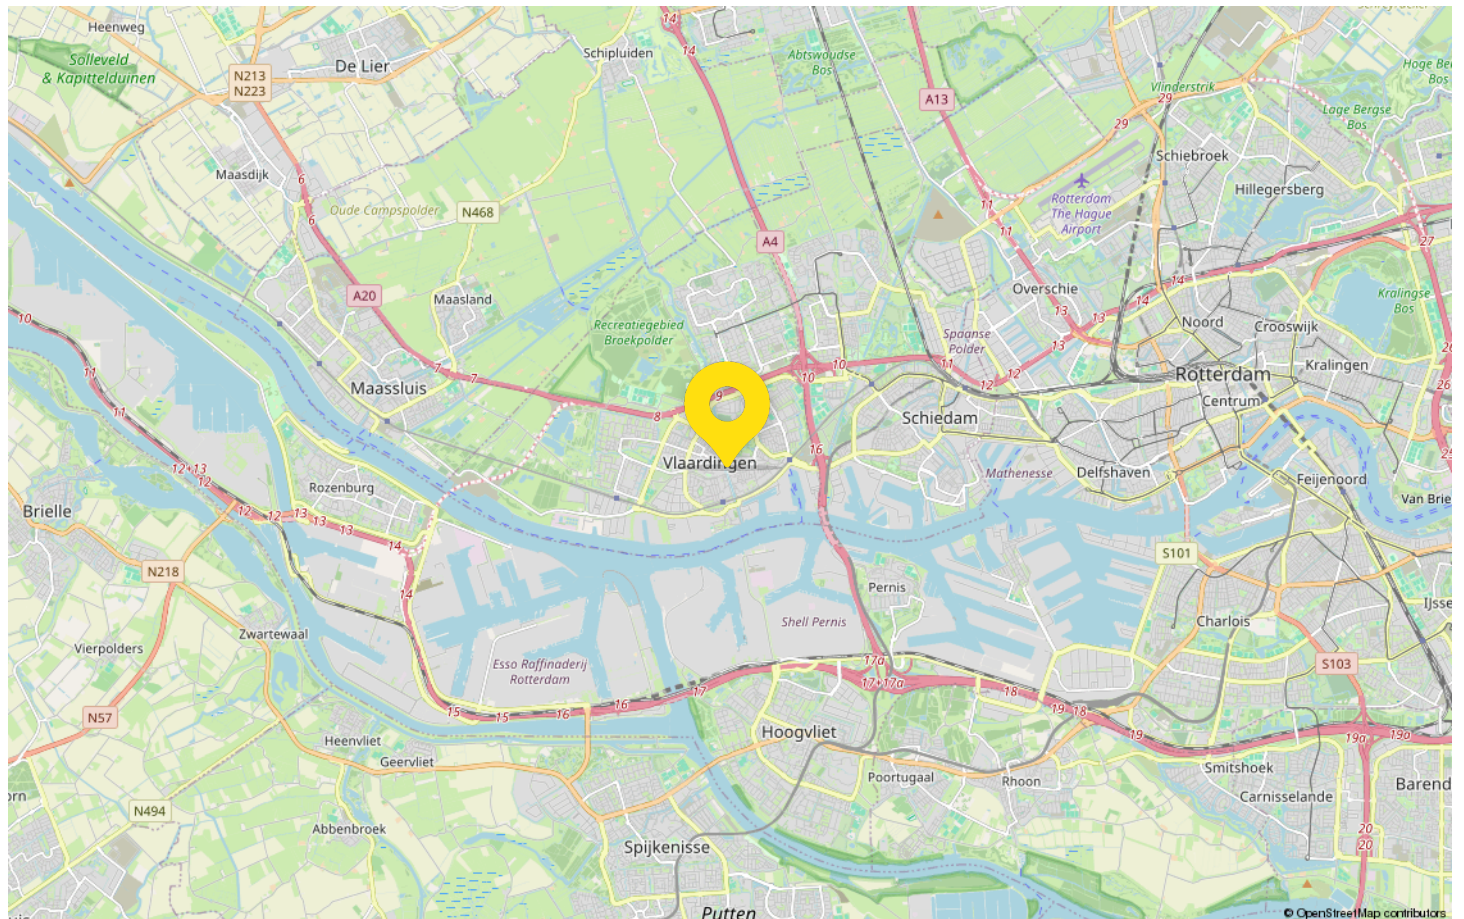 Heenweg
Solleveld
& Kapittelduinen
De Lier
N213
N223
Schipluiden
14
14
Abtswoudse
Bos
A13
Vlinderstrik
29
29
Lage Bergse
Bos
Schiebroek
Hillegersberg
Maasdijk
6
6
Oude Campspolder
N468
Rotterdam
The Hague
Airport
11
11
A4
27
A20
Maasland
Overschie
14
14
13
13
13
Kralingse
Bos
Noord
Crooswijk
Kralingen
Recreatiegebied
Broekpolder
Spaanse
Polder
10
11
12
12
10
10
11
11
7
7
Maassluis
8
9
10
Rotterdam
Centrum
26
26
Schiedam
16
Vlaardingen
Mathenesse
Delfshaven
Feijenoord
12+13
12
12
12
13
13
13
14
14
Rozenburg
Brielle
N218
S101
Pernis
Shell Pernis
Charlois
S103
Zwartewaal
Vierpolders
Esso Raffinaderij
Rotterdam
17a
17+17a
17
16
16
15
15
18
19
18
19
19a
19a
N57
Heenvliet
Geervliet
Hoogvliet
Poortugaal
Rhoon
Smitshoek
Carnisselande
N494
Abbenbroek
Spijkenisse
20
20
Putten
© OpenStreetMap contributors